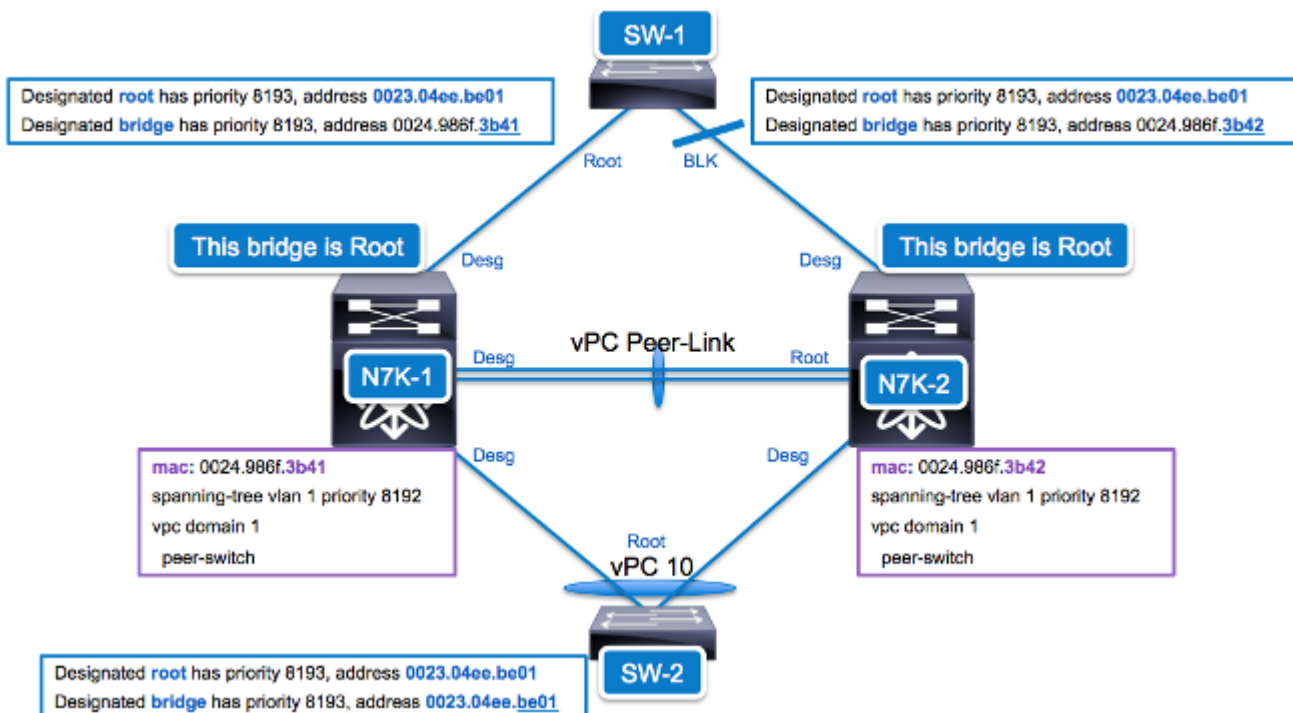 SW-1
Designated root has priority 8193, address 0023.04ee.be01
Designated bridge has priority 8193, address 0024.986f.3b41
Designated root has priority 8193, address 0023.04ee.be01
Designated bridge has priority 8193, address 0024.986f.3b42
Root
BLK
This bridge is Root
This bridge is Root
Desg
Desg
vPC Peer-Link
Desg
Root
N7K-1
N7K-2
Desg
Desg
mac: 0024.986f.3b41
spanning-tree vlan 1 priority 8192
vpc domain 1
peer-switch
mac: 0024.986f.3b42
spanning-tree vlan 1 priority 8192
vpc domain 1
peer-switch
Root
vPC 10
SW-2
Designated root has priority 8193, address 0023.04ee.be01
Designated bridge has priority 8193, address 0023.04ee.be01